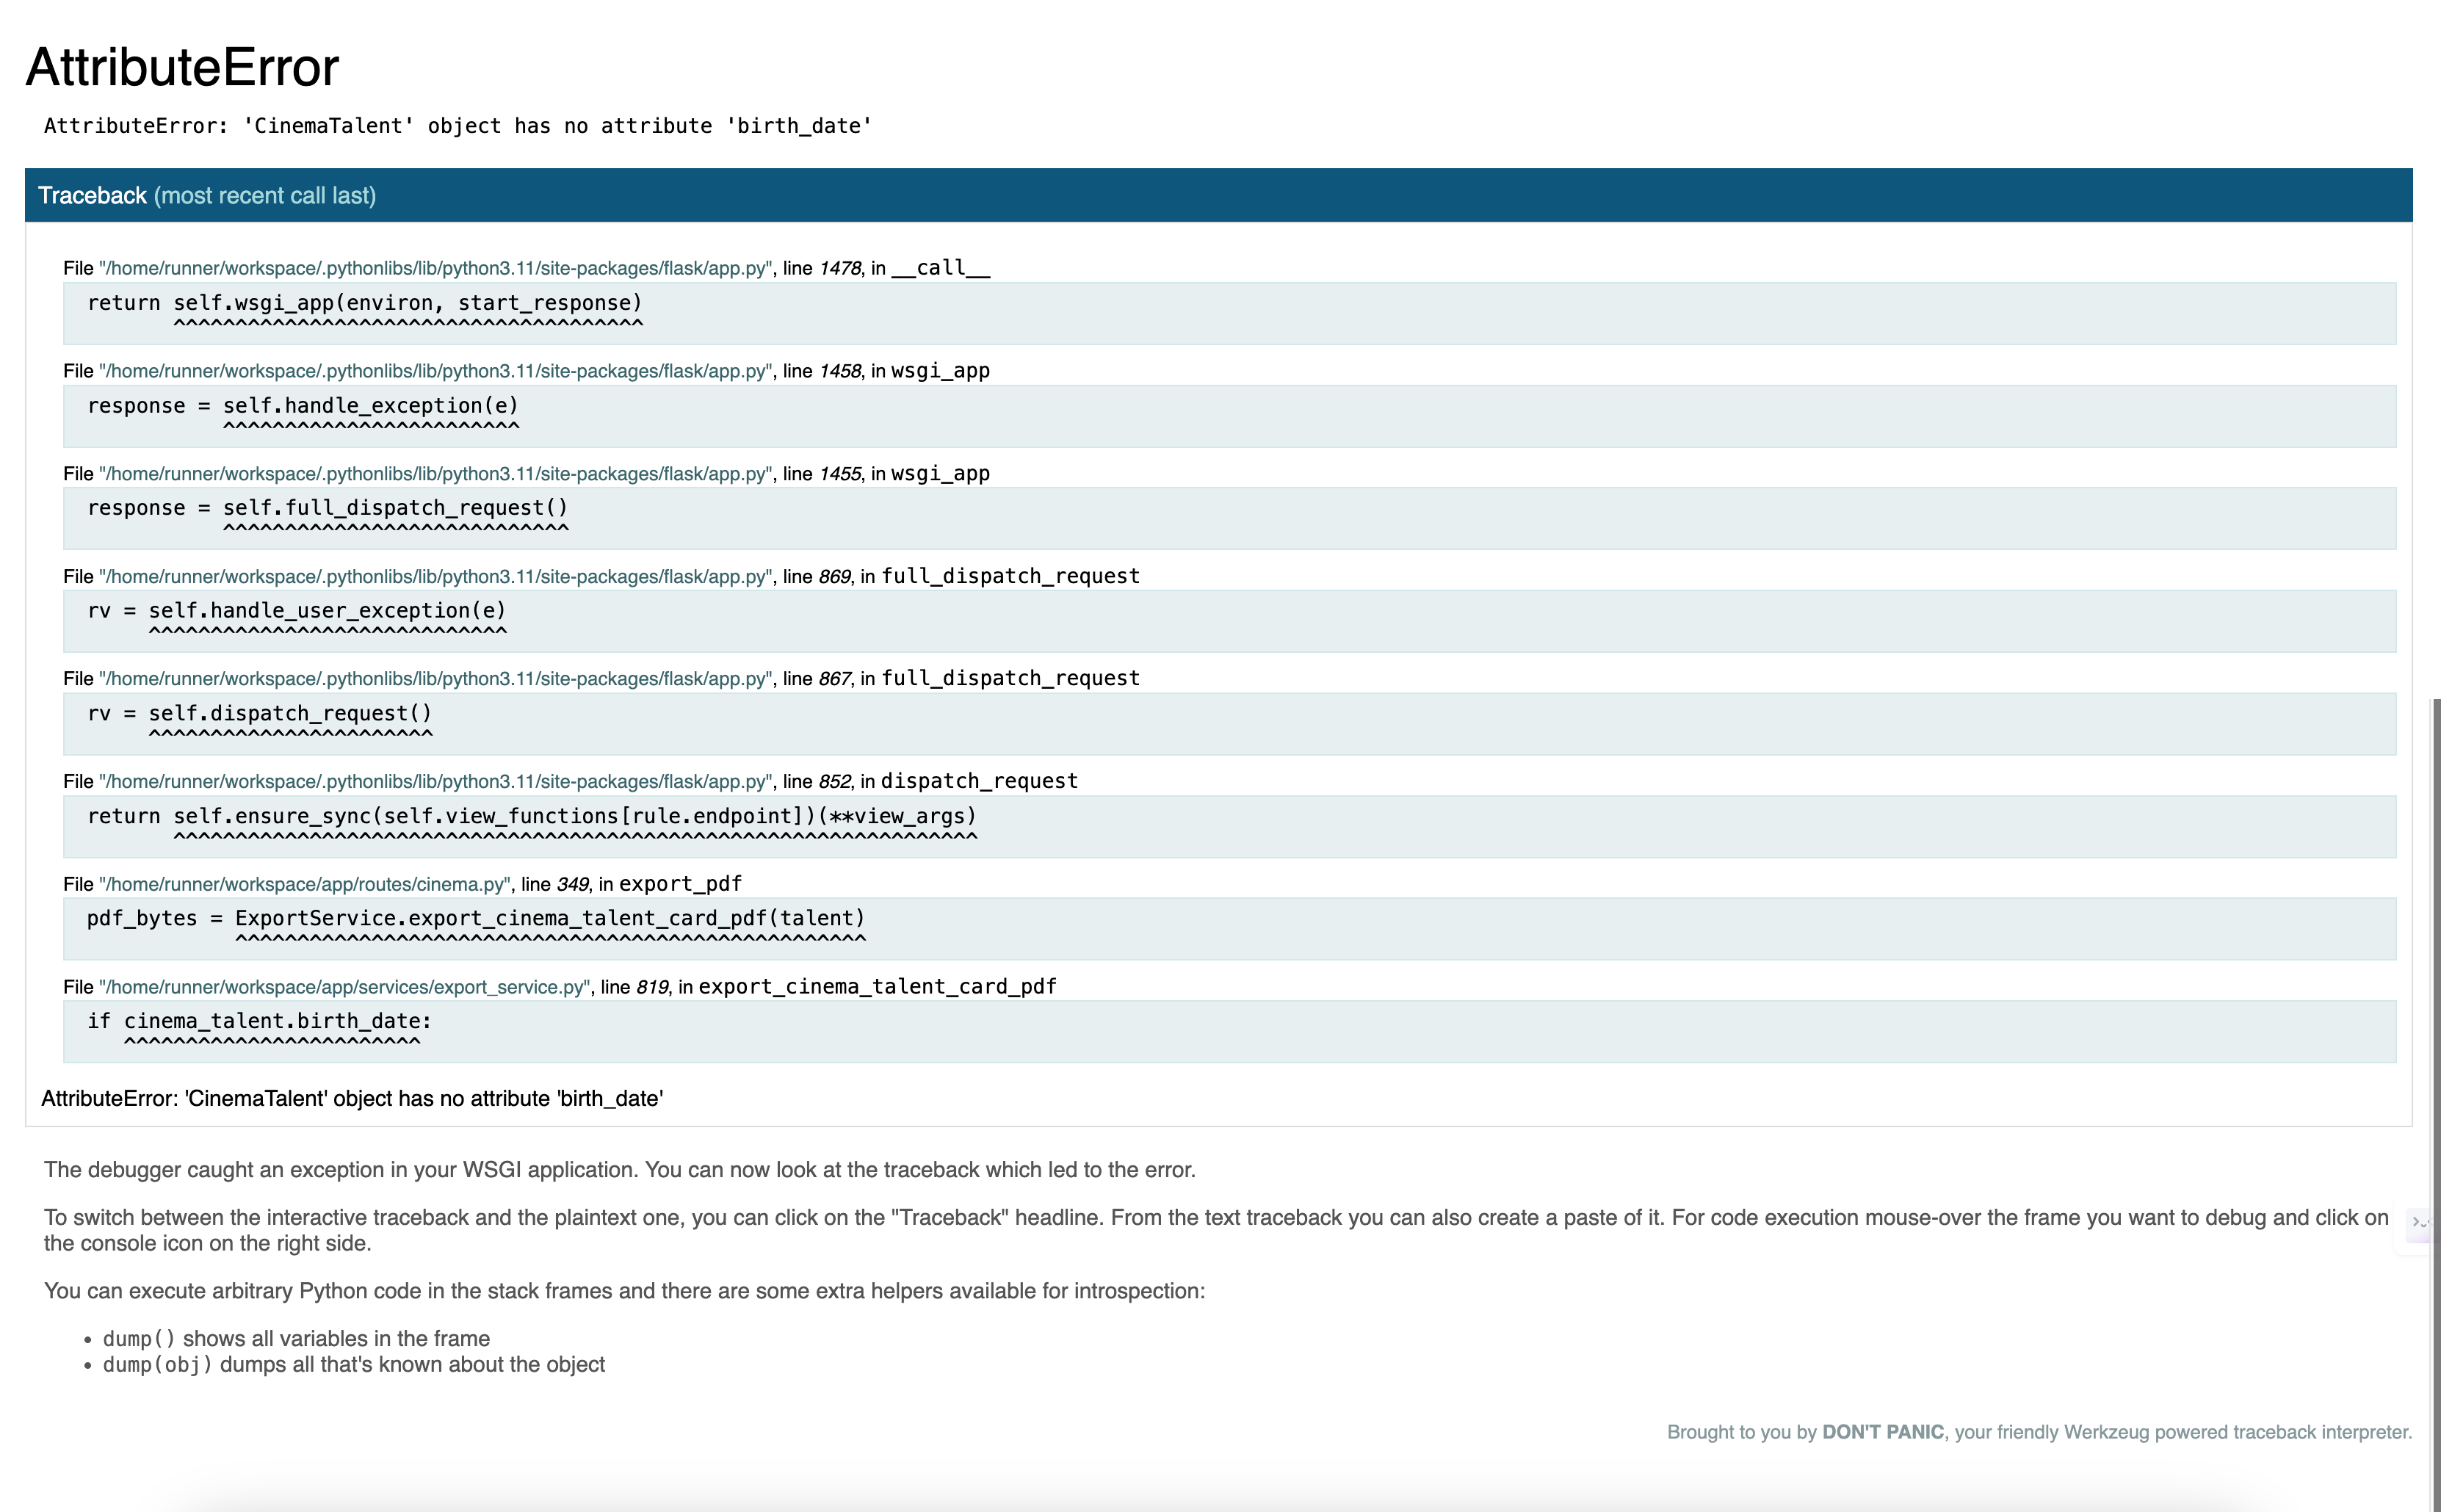 AttributeError
AttributeError: 'CinemaTalent' object has no attribute 'birth_date'
Traceback (most recent call last)
File "/home/runner/workspace/.pythonlibs/lib/python3.11/site-packages/flask/app.py", line 1478, in __call__
return self.wsgi_app(environ, start_response)
^^^^^^^^^^^^^^^^^^^^^^^^^^^^^^^^^^^^^^
File "/home/runner/workspace/.pythonlibs/lib/python3.11/site-packages/flask/app.py", line 1458, in wsgi_app
response = self.handle_exception(e)
^^^^^^^^^^^^^^^^^^^^^^^^
File "/home/runner/workspace/.pythonlibs/lib/python3.11/site-packages/flask/app.py", line 1455, in wsgi_app
response = self.full_dispatch_request()
^^^^^^^^^^^^^^^^^^^^^^^^^^^^
File "/home/runner/workspace/.pythonlibs/lib/python3.11/site-packages/flask/app.py", line 869, in full_dispatch_request
rv = self.handle_user_exception(e)
^^^^^^^^^^^^^^^^^^^^^^^^^^^^^
File "/home/runner/workspace/.pythonlibs/lib/python3.11/site-packages/flask/app.py", line 867, in full_dispatch_request
rv = self.dispatch_request()
^^^^^^^^^^^^^^^^^^^^^^^
File "/home/runner/workspace/.pythonlibs/lib/python3.11/site-packages/flask/app.py", line 852, in dispatch_request
return self.ensure_sync(self.view_functions[rule.endpoint])(**view_args)
^^^^^^^^^^^^^^^^^^^^^^^^^^^^^^^^^^^^^^^^^^^^^^^^^^^^^^^^^^^^^^^^^
File "/home/runner/workspace/app/routes/cinema.py", line 349, in export_pdf
pdf_bytes = ExportService.export_cinema_talent_card_pdf(talent)
^^^^^^^^^^^^^^^^^^^^^^^^^^^^^^^^^^^^^^^^^^^^^^^^^^^
File "/home/runner/workspace/app/services/export_service.py", line 819, in export_cinema_talent_card_pdf
if cinema_talent.birth_date:
^^^^^^^^^^^^^^^^^^^^^^^^
AttributeError: 'CinemaTalent' object has no attribute 'birth_date'
The debugger caught an exception in your WSGI application. You can now look at the traceback which led to the error.
To switch between the interactive traceback and the plaintext one, you can click on the "Traceback" headline. From the text traceback you can also create a paste of it. For code execution mouse-over the frame you want to debug and click on
the console icon on the right side.
You can execute arbitrary Python code in the stack frames and there are some extra helpers available for introspection:
• dump() shows all variables in the frame
• dump(obj) dumps all that's known about the object
Brought to you by DON'T PANIC, your friendly Werkzeug powered traceback interpreter.